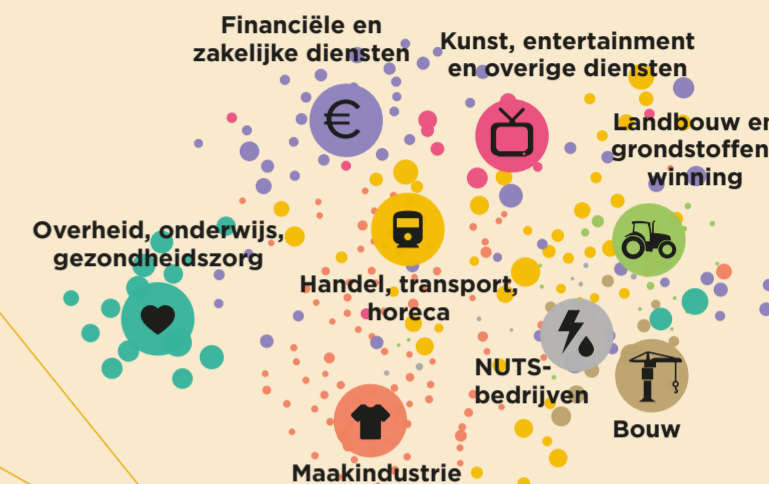 Financiële en
zakelijke diensten
Kunst, entertainment
en overige diensten
Landbouw en
grondstoffen
winning
Overheid, onderwijs,
gezondheidszorg
Handel, transport,
horeca
NUTS-
bedrijven
Bouw
Maakindustrie